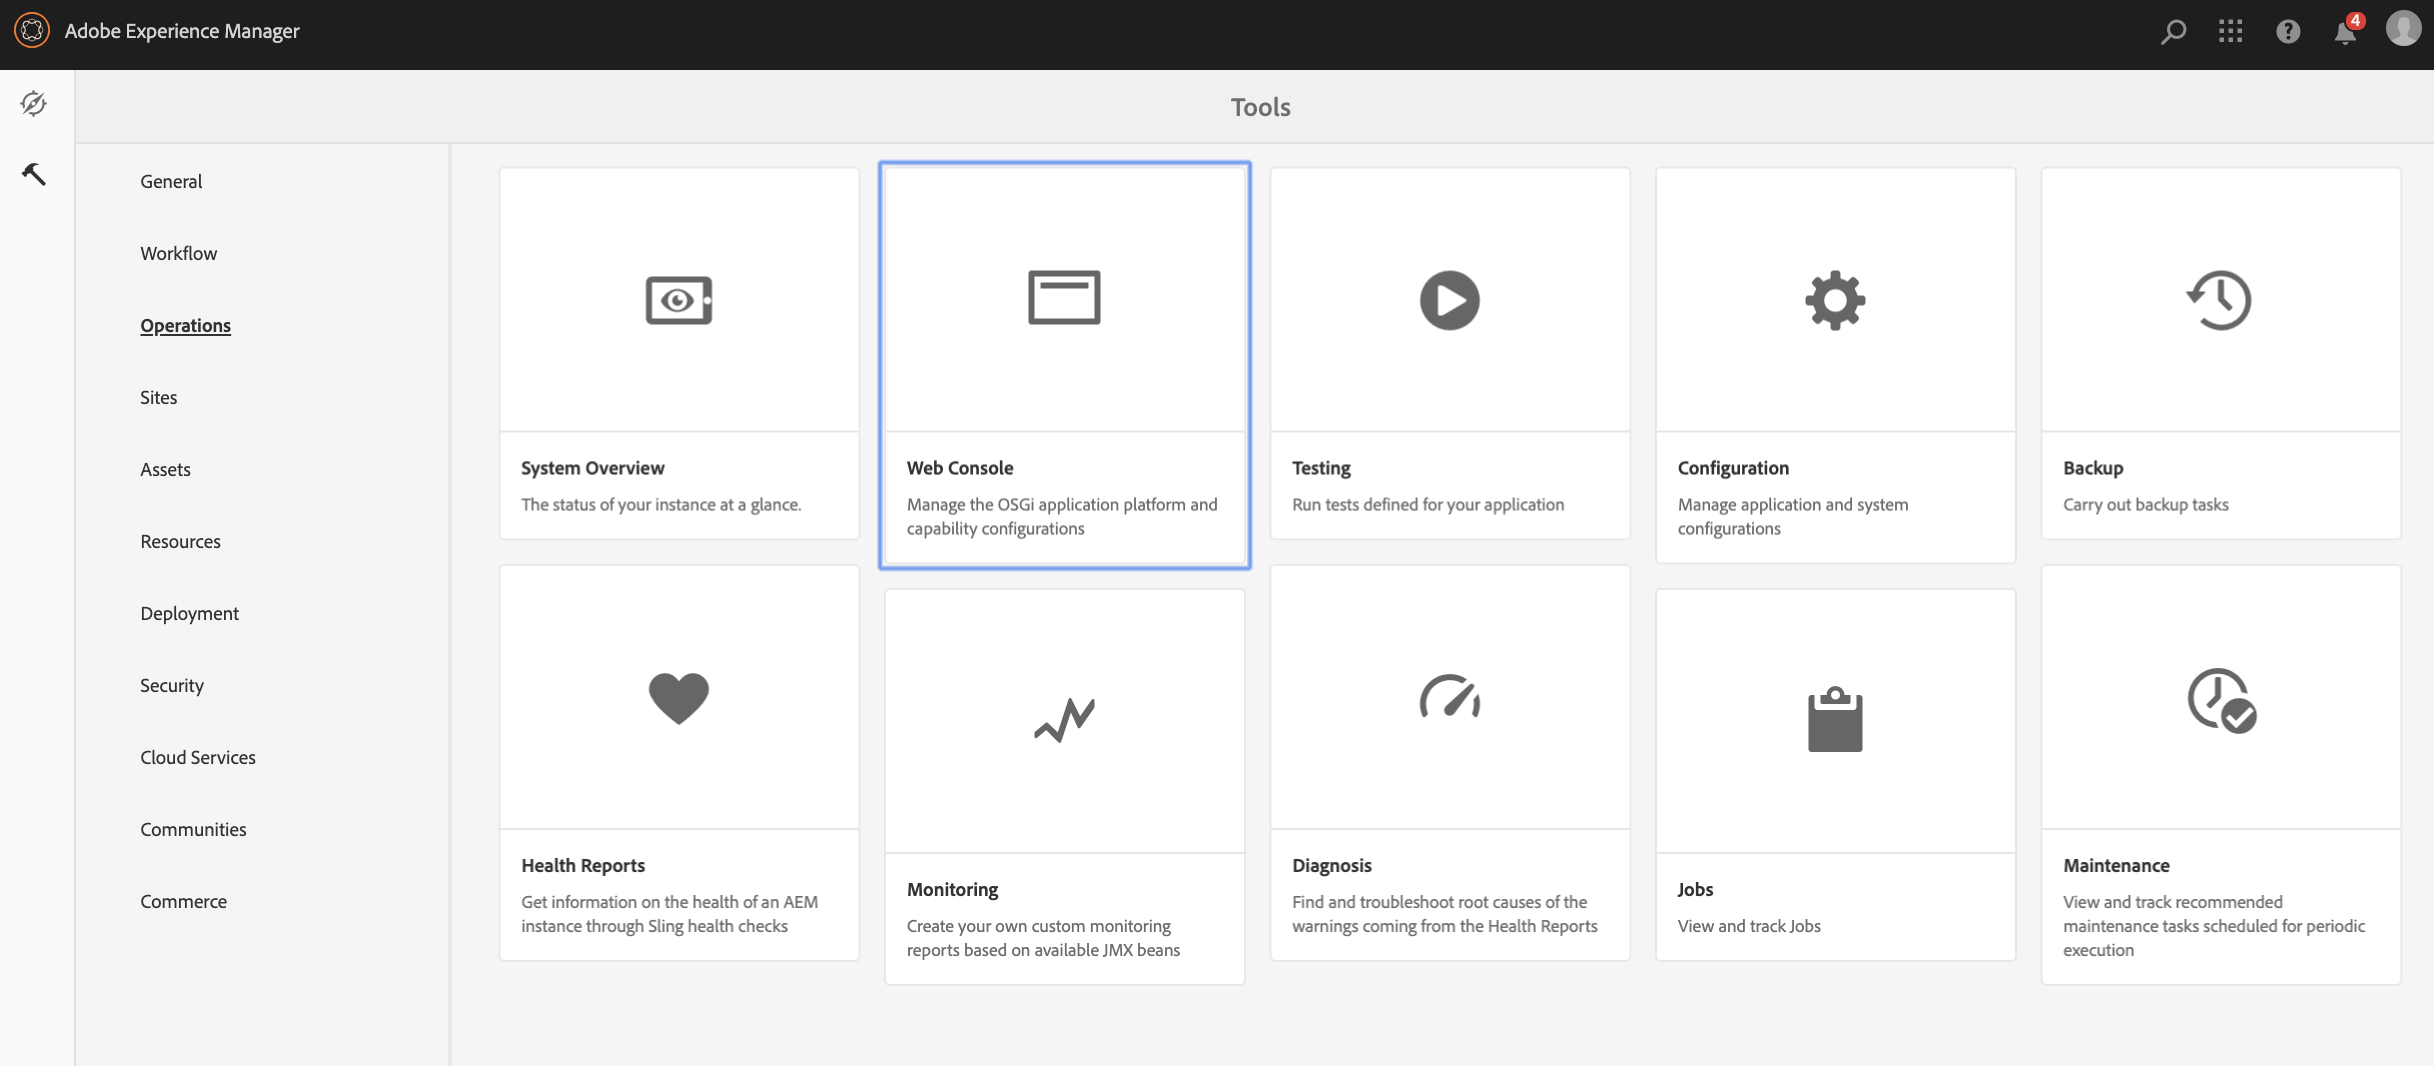 Adobe Experience Manager
4
Tools
General
Workflow
Operations
Sites
Assets
Resources
Deployment
Security
Cloud Services
Communities
Commerce
System Overview
The status of your instance at a glance.
Web Console
Manage the OSGi application platform and
capability configurations
Testing
Run tests defined for your application
Configuration
Manage application and system
configurations
Backup
Carry out backup tasks
Health Reports
Get information on the health of an AEM
instance through Sling health checks
Monitoring
Create your own custom monitoring
reports based on available JMX beans
Diagnosis
Find and troubleshoot root causes of the
warnings coming from the Health Reports
Jobs
View and track Jobs
Maintenance
View and track recommended
maintenance tasks scheduled for periodic
execution